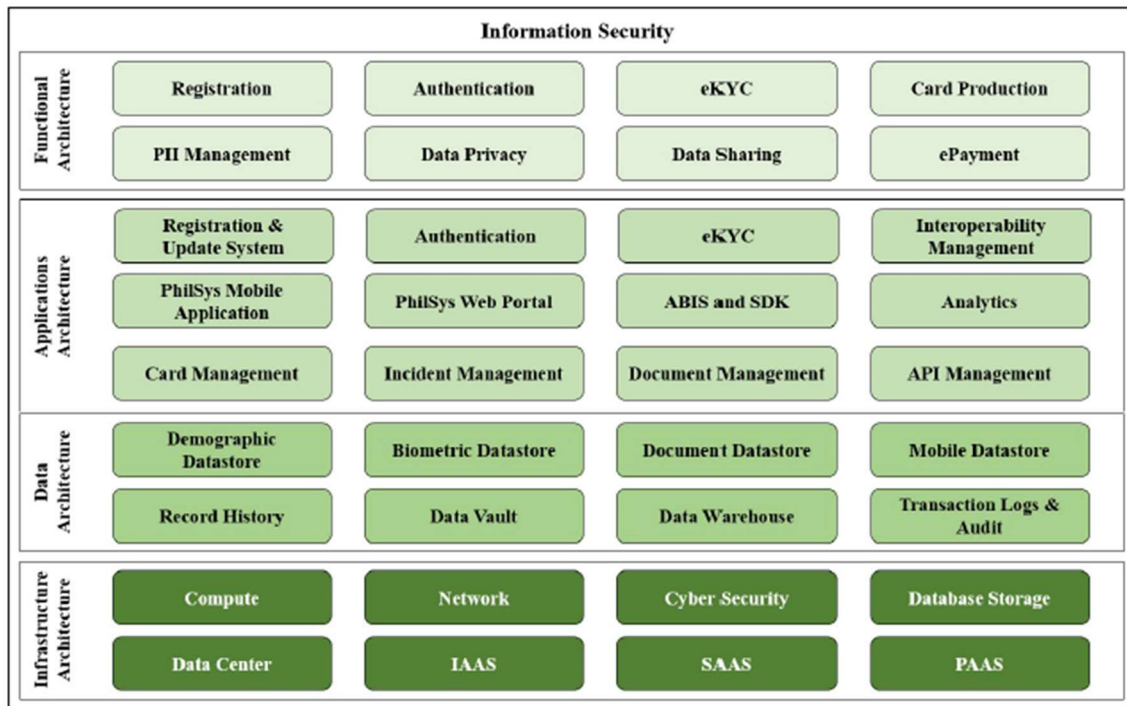 Information Security
Functional
Architecture
Registration
Authentication
eKYC
Card Production
PII Management
Data Privacy
Data Sharing
ePayment
Applications
Architecture
Registration &
Update System
Authentication
eKYC
Interoperability
Management
PhilSys Mobile
Application
PhilSys Web Portal
ABIS and SDK
Analytics
Card Management
Incident Management
Document Management
API Management
Data
Architecture
Demographic
Datastore
Biometric Datastore
Document Datastore
Mobile Datastore
Record History
Data Vault
Data Warehouse
Transaction Logs &
Audit
Infrastructure
Architecture
Compute
Network
Cyber Security
Database Storage
Data Center
IAAS
SAAS
PAAS